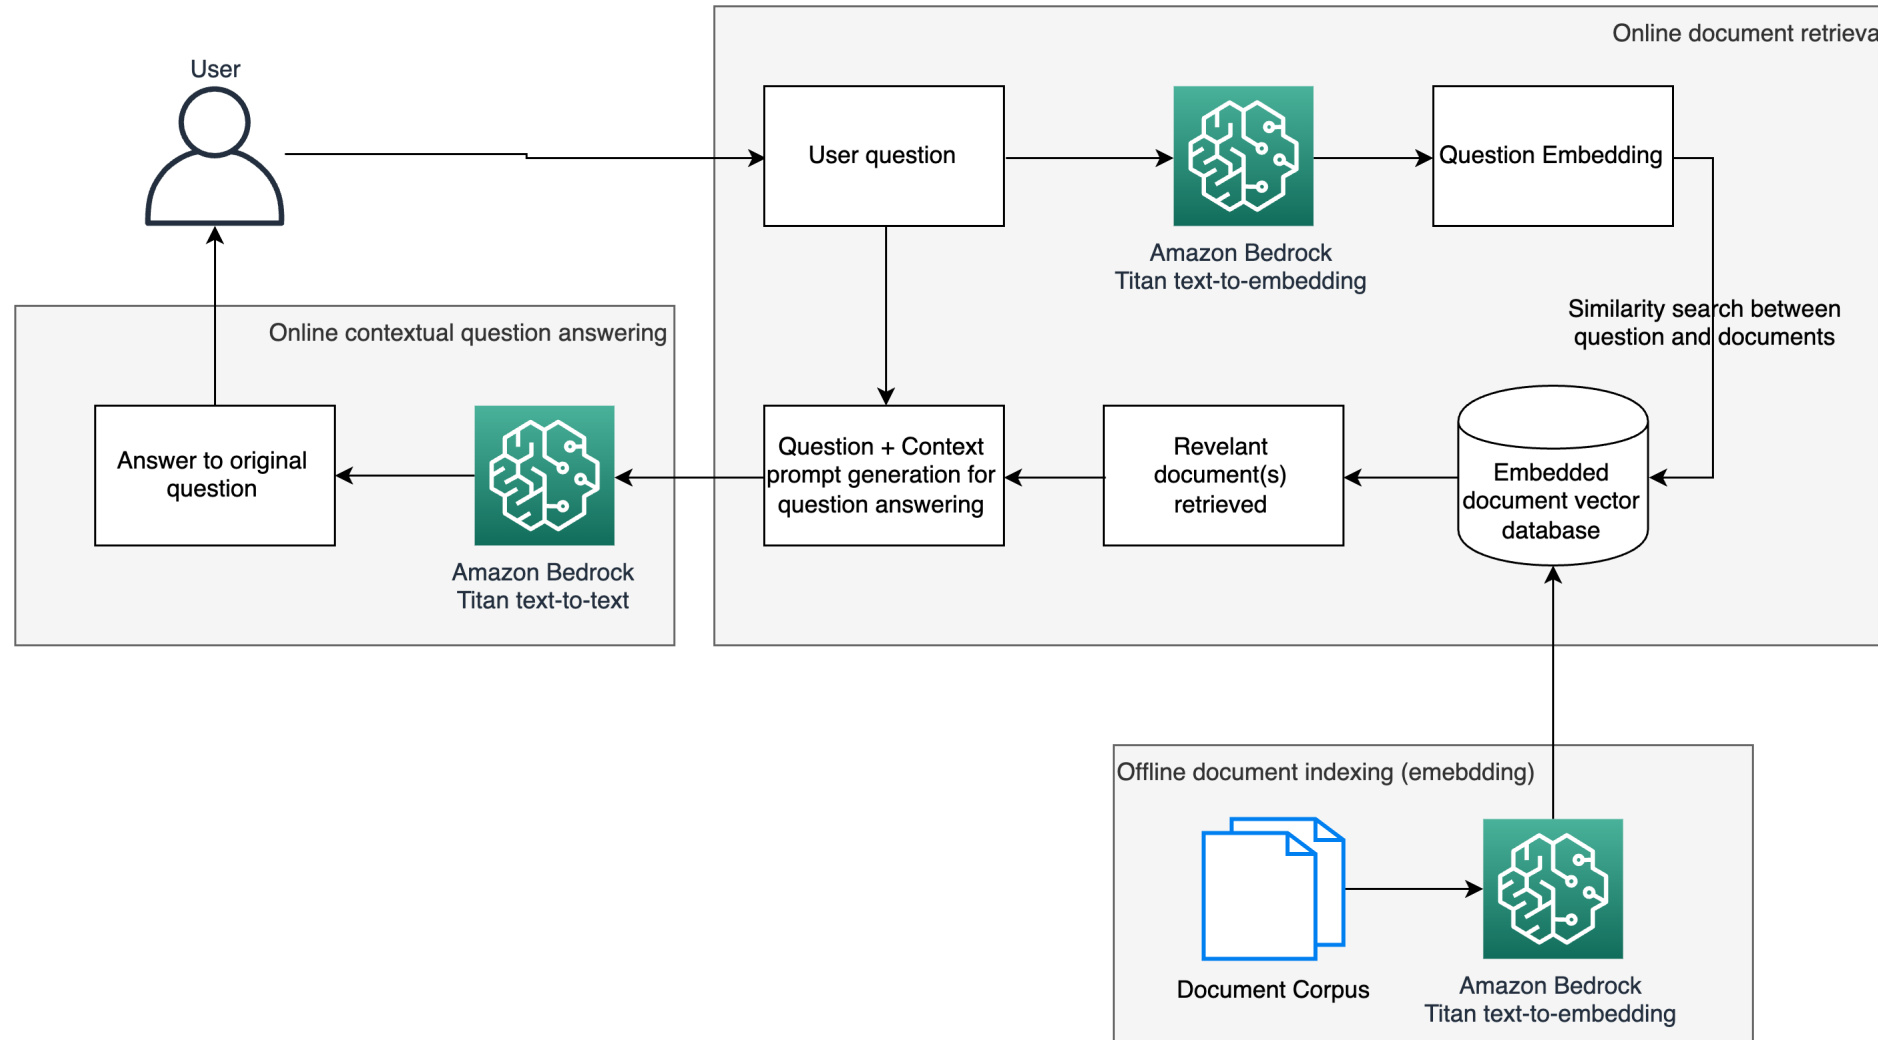 Online document retrieva
User
User question
Question Embedding
Amazon Bedrock
Titan text-to-embedding
Similarity search between
question and documents
Online contextual question answering
Answer to original
question
Amazon Bedrock
Titan text-to-text
Question + Context
prompt generation for
question answering
Revelant
document(s)
retrieved
Embedded
document vector
database
Offline document indexing (emebdding)
Document Corpus
Amazon Bedrock
Titan text-to-embedding